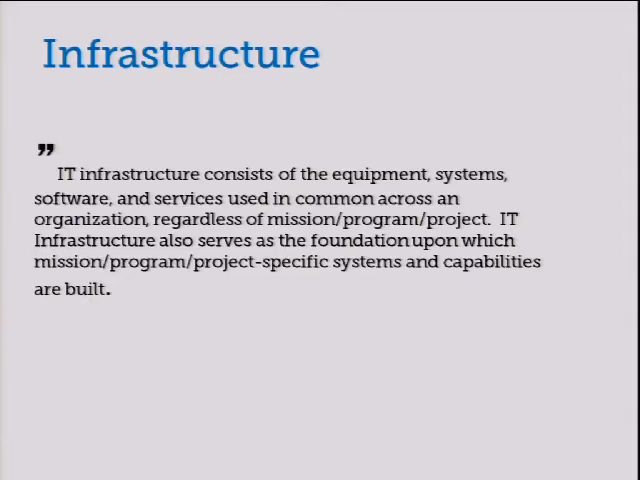 Infrastructure
”
IT infrastructure consists of the equipment, systems,
software, and services used in common across an
organization, regardless of mission/program/project.  IT
Infrastructure also serves as the foundation upon which
mission/program/project-specific systems and capabilities
are built.